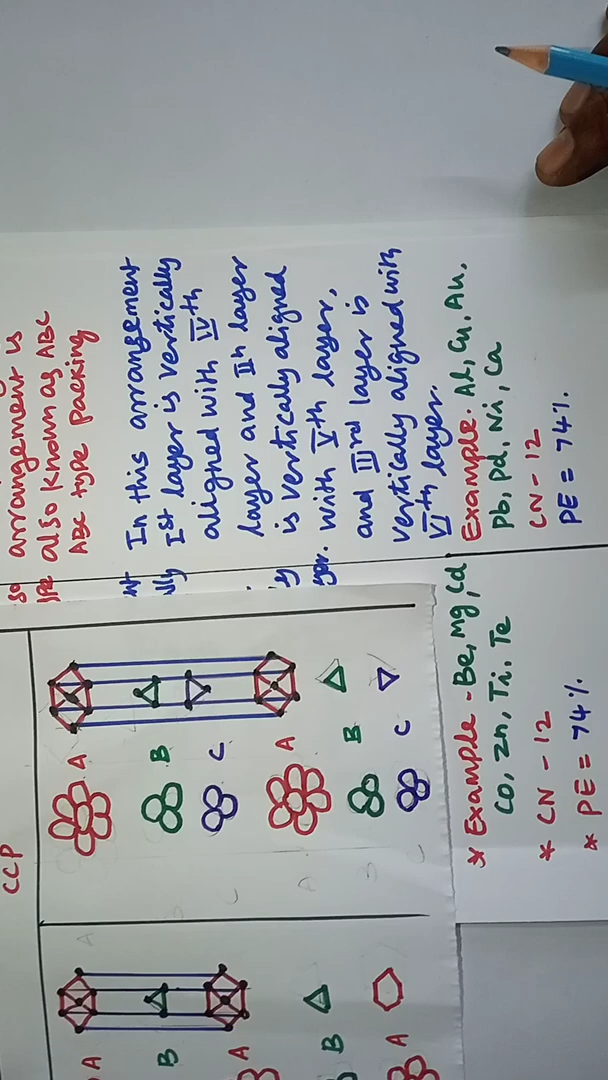 CCP
A
B
C
A
B
C
A
B
A
B
A
arrangement is
also known as ABC
ABC type packing
In this arrangement
Ist layer is vertically
aligned with IVth
layer and IIn layer
is vertically aligned
with Vth layer,
and IIIrd layer is
vertically aligned with
VIth layer.
Example. Al, Cu, Au.
Pb, Pd, Ni, Ca
CN - 12
PE = 74%.
* Example - Be, Mg, Cd
Co, Zn, Ti, Te
* CN - 12
* PE = 74%